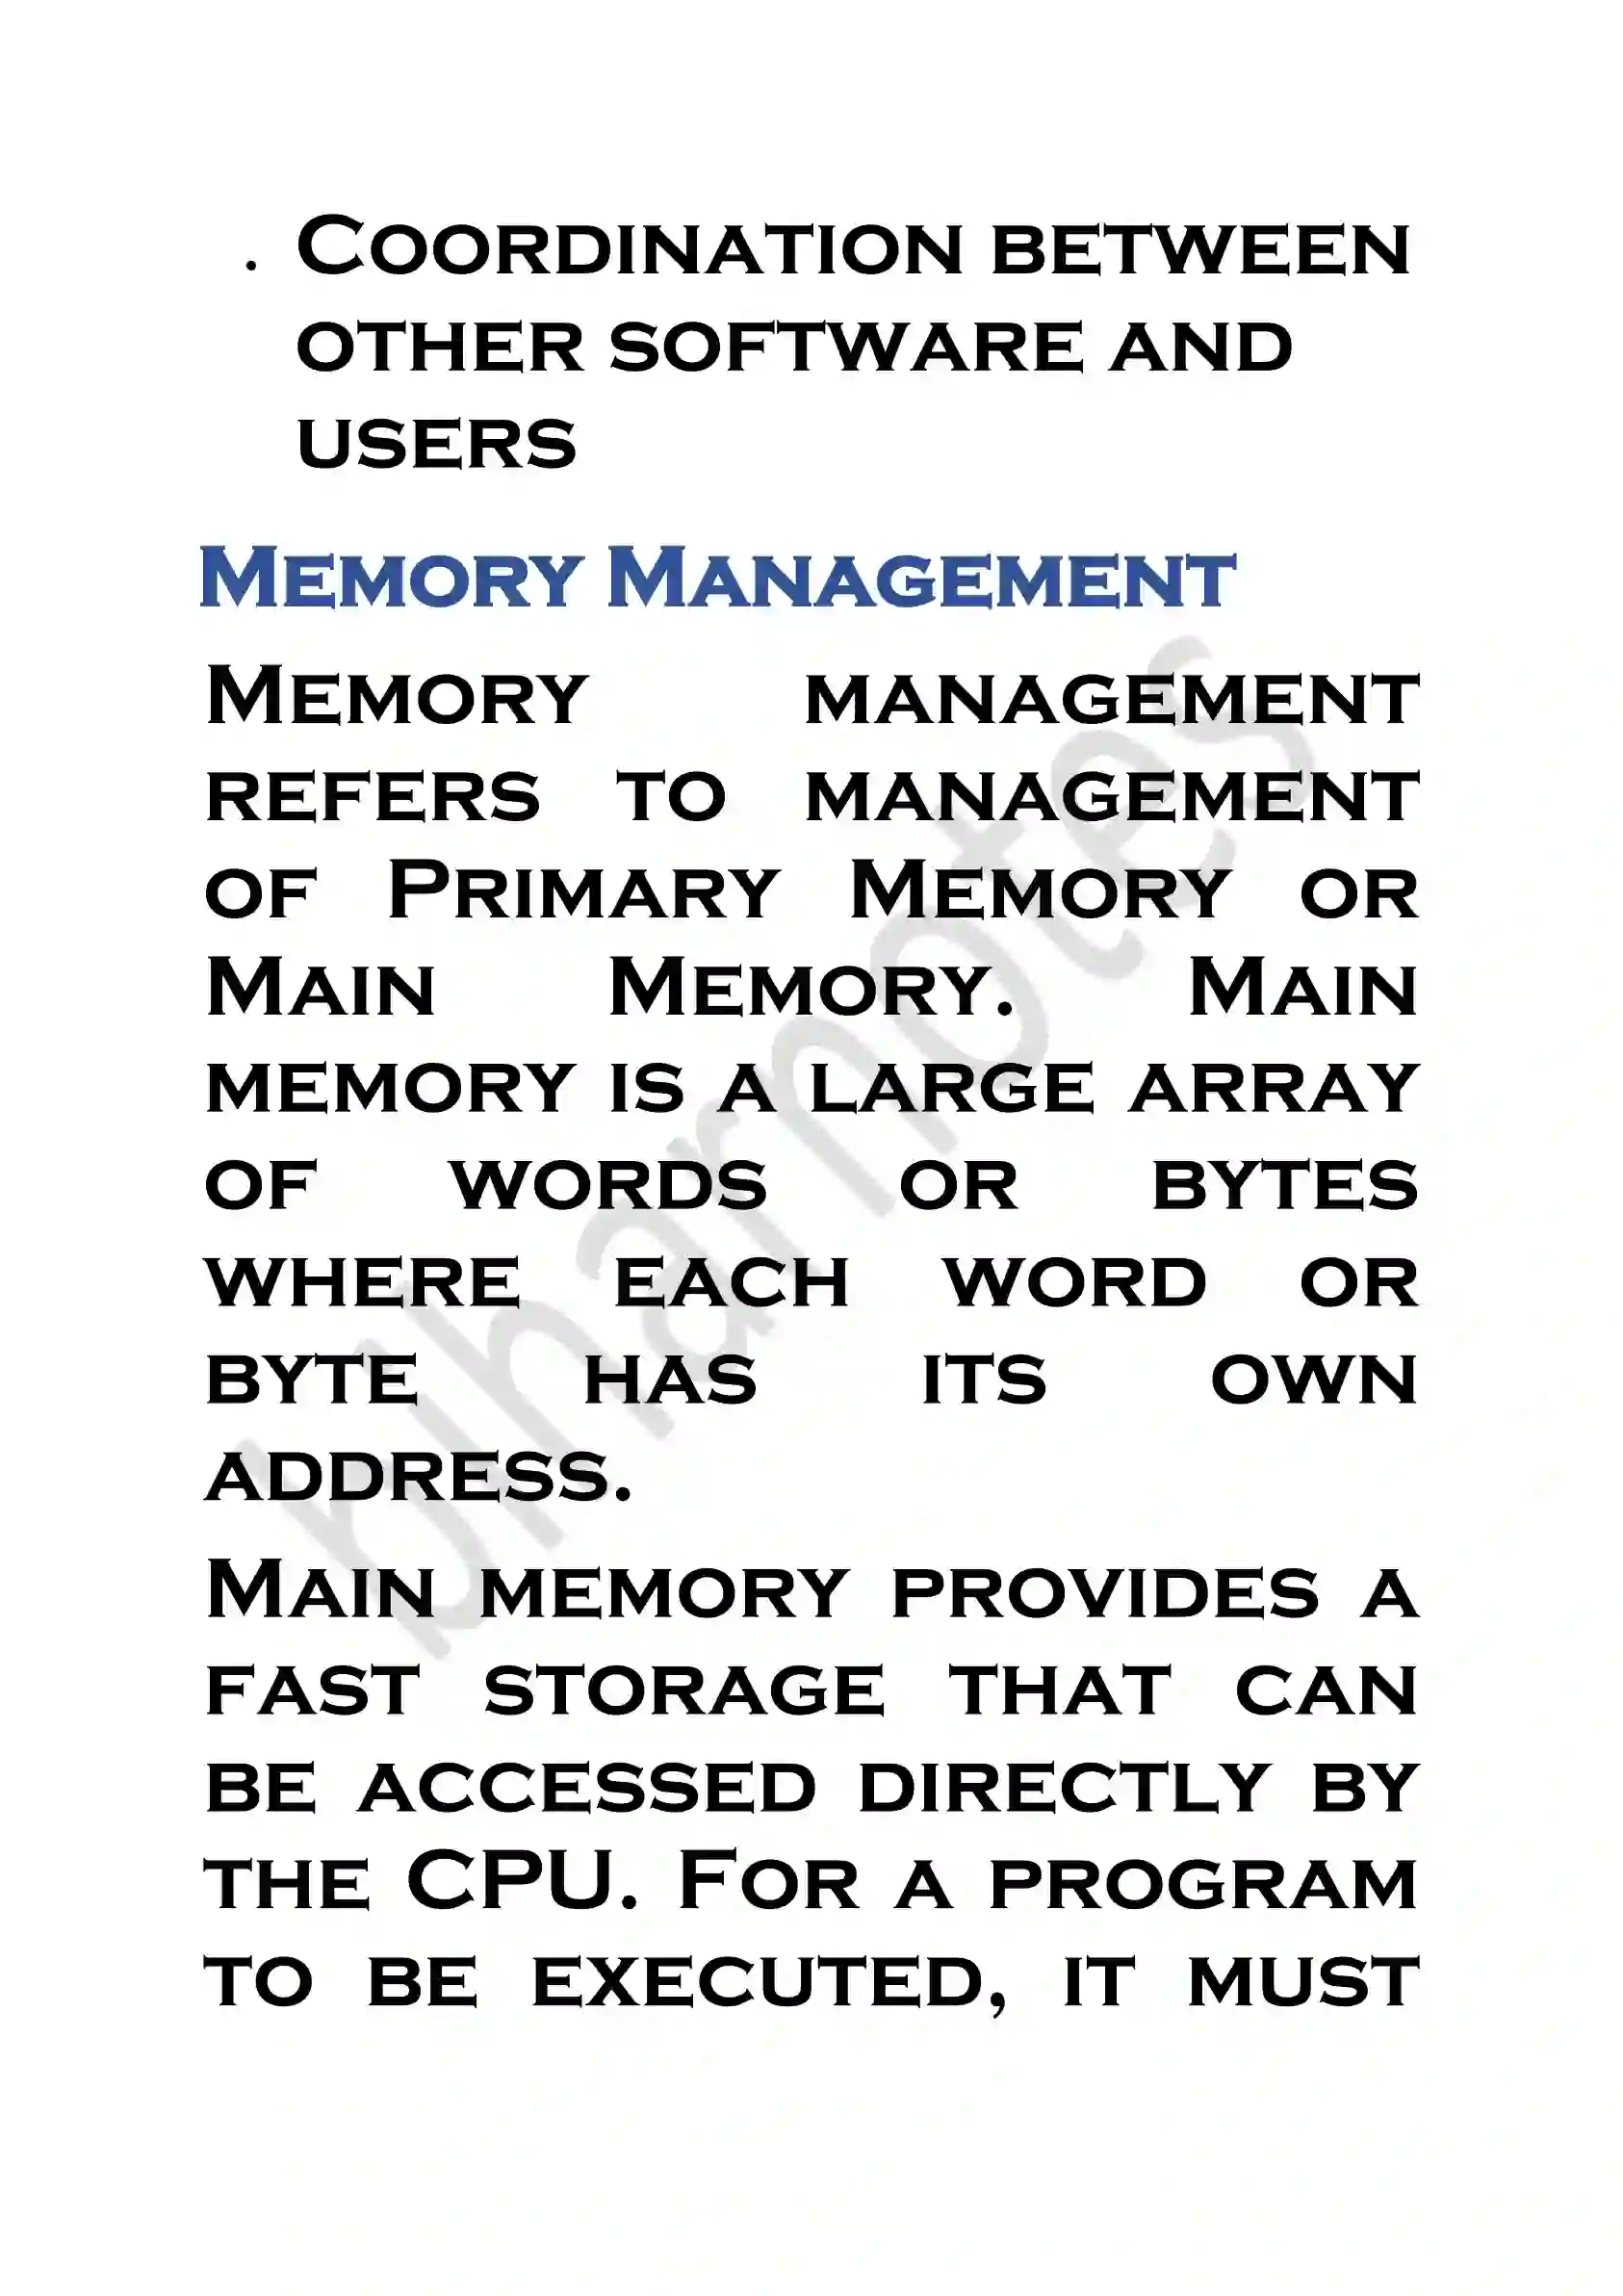 . Coordination between
other software and
users
Memory Management
Memory management
refers to management
of Primary Memory or
Main Memory. Main
memory is a large array
of words or bytes
where each word or
byte has its own
address.
Main memory provides a
fast storage that can
be accessed directly by
the CPU. For a program
to be executed, it must
blharnotes